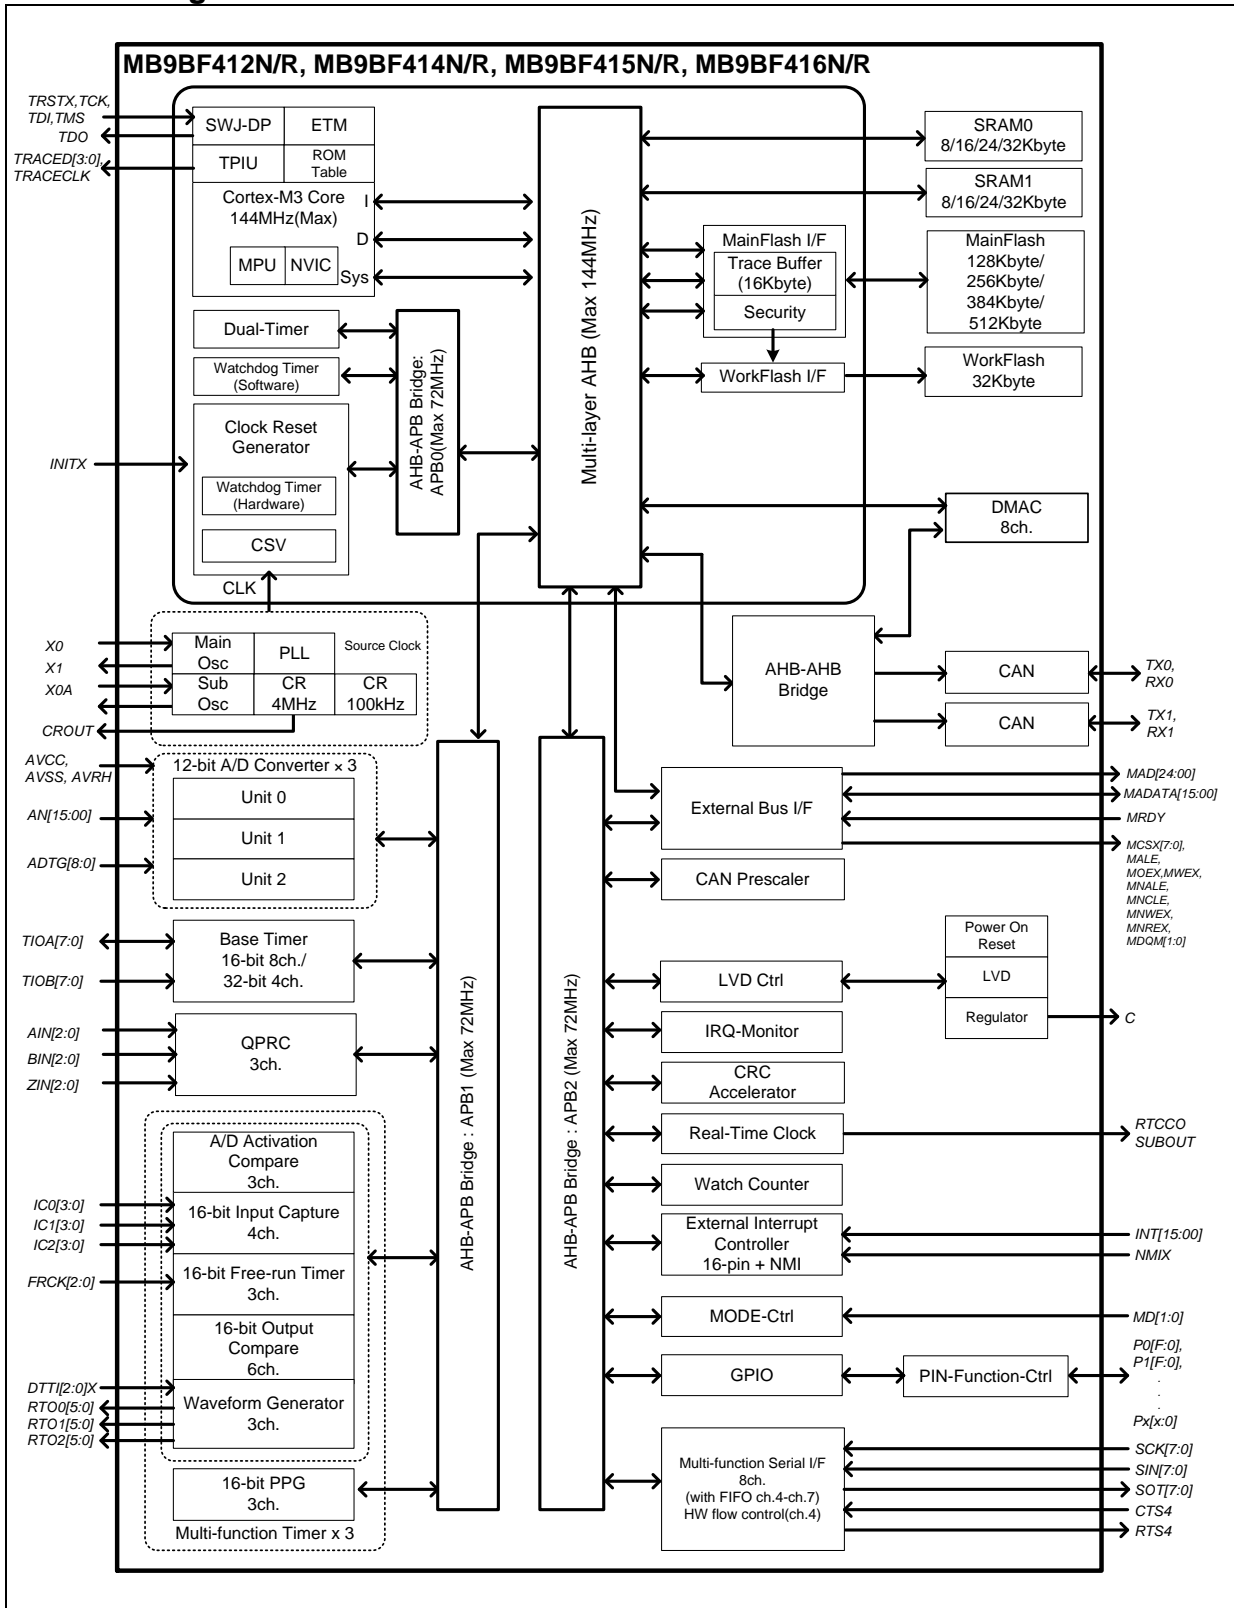 MB9BF412N/R, MB9BF414N/R, MB9BF415N/R, MB9BF416N/R
TRSTX,TCK,
TDI,TMS
TDO
TRACED[3:0],
TRACECLK
SWJ-DP
ETM
TPIU
ROM
Table
Cortex-M3 Core
144MHz(Max)
I
D
Sys
MPU
NVIC
Dual-Timer
Watchdog Timer
(Software)
Clock Reset
Generator
Watchdog Timer
(Hardware)
CSV
CLK
INITX
AHB-APB Bridge:
APB0(Max 72MHz)
Multi-layer AHB (Max 144MHz)
SRAM0
8/16/24/32Kbyte
SRAM1
8/16/24/32Kbyte
MainFlash I/F
Trace Buffer
(16Kbyte)
Security
MainFlash
128Kbyte/
256Kbyte/
384Kbyte/
512Kbyte
WorkFlash I/F
WorkFlash
32Kbyte
DMAC
8ch.
X0
X1
X0A
CROUT
Main
Osc
PLL
Source Clock
Sub
Osc
CR
4MHz
CR
100kHz
AHB-AHB
Bridge
CAN
TX0,
RX0
CAN
TX1,
RX1
AVCC,
AVSS, AVRH
AN[15:00]
ADTG[8:0]
12-bit A/D Converter × 3
Unit 0
Unit 1
Unit 2
TIOA[7:0]
TIOB[7:0]
Base Timer
16-bit 8ch./
32-bit 4ch.
AIN[2:0]
BIN[2:0]
ZIN[2:0]
QPRC
3ch.
A/D Activation
Compare
3ch.
IC0[3:0]
IC1[3:0]
IC2[3:0]
16-bit Input Capture
4ch.
FRCK[2:0]
16-bit Free-run Timer
3ch.
16-bit Output
Compare
6ch.
DTTI[2:0]X
RTO0[5:0]
RTO1[5:0]
RTO2[5:0]
Waveform Generator
3ch.
16-bit PPG
3ch.
Multi-function Timer x 3
AHB-APB Bridge : APB1 (Max 72MHz)
AHB-APB Bridge : APB2 (Max 72MHz)
External Bus I/F
MAD[24:00]
MADATA[15:00]
MRDY
MCSX[7:0],
MALE,
MOEX,MWEX,
MNALE,
MNCLE,
MNWEX,
MNREX,
MDQM[1:0]
CAN Prescaler
LVD Ctrl
Power On
Reset
LVD
Regulator
C
IRQ-Monitor
CRC
Accelerator
Real-Time Clock
RTCCO
SUBOUT
Watch Counter
External Interrupt
Controller
16-pin + NMI
INT[15:00]
NMIX
MODE-Ctrl
MD[1:0]
GPIO
PIN-Function-Ctrl
P0[F:0],
P1[F:0],
.
.
.
Px[x:0]
Multi-function Serial I/F
8ch.
(with FIFO ch.4-ch.7)
HW flow control(ch.4)
SCK[7:0]
SIN[7:0]
SOT[7:0]
CTS4
RTS4